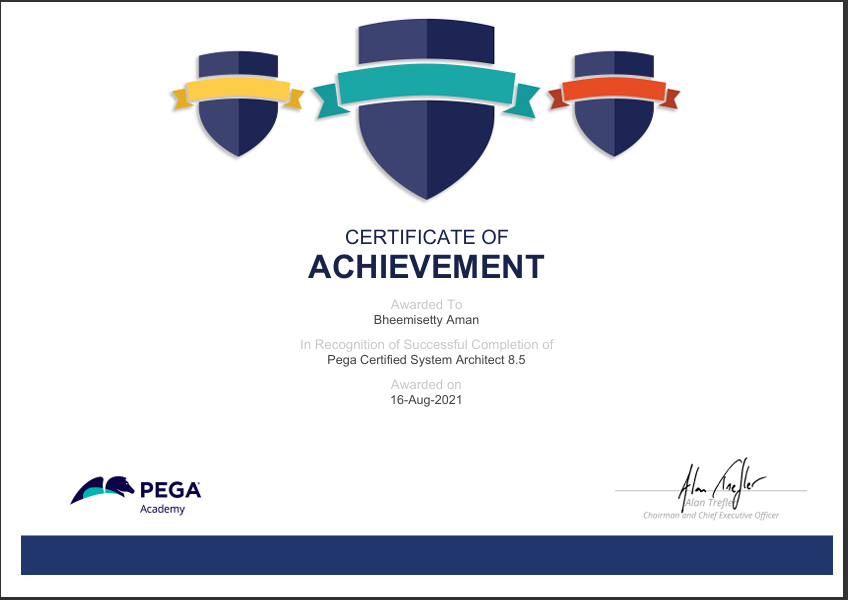 CERTIFICATE OF
ACHIEVEMENT
Awarded To
Bheemisetty Aman
In Recognition of Successful Completion of
Pega Certified System Architect 8.5
Awarded on
16-Aug-2021
PEGA
Academy
Alan Trefler
Alan Trefler
Chairman and Chief Executive Officer